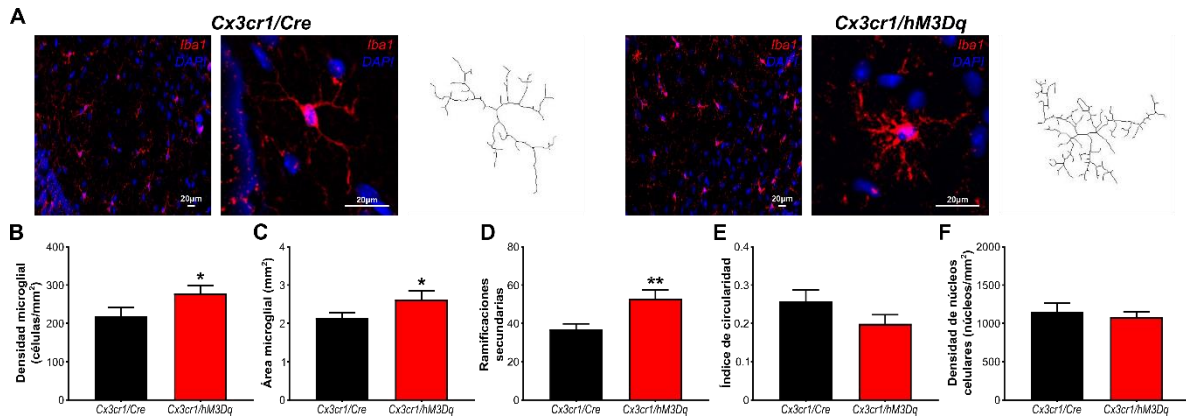 A
Cx3cr1/Cre
Cx3cr1/hM3Dq
Iba1
DAPI
20µm
Iba1
DAPI
20µm
Iba1
DAPI
20µm
Iba1
DAPI
20µm
B
Densidad microglial
(células/mm²)
400
300
200
100
0
*
Cx3cr1/Cre
Cx3cr1/hM3Dq
C
Área microglial (mm²)
4
3
2
1
0
*
Cx3cr1/Cre
Cx3cr1/hM3Dq
D
Ramificaciones
secundarias
80
60
40
20
0
**
Cx3cr1/Cre
Cx3cr1/hM3Dq
E
Índice de circularidad
0.4
0.3
0.2
0.1
0.0
Cx3cr1/Cre
Cx3cr1/hM3Dq
F
Densidad de núcleos
celulares (núcleos/mm²)
2000
1500
1000
500
0
Cx3cr1/Cre
Cx3cr1/hM3Dq